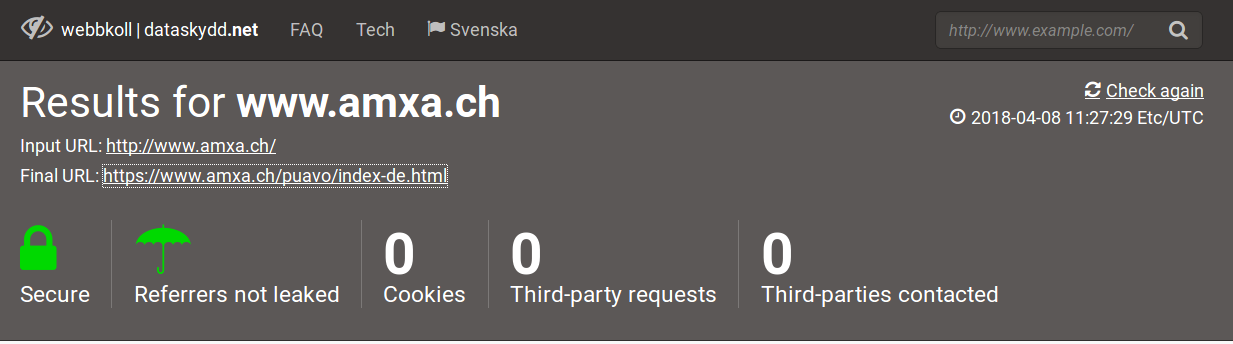 webbkoll | dataskydd.net FAQ Tech Svenska http://www.example.com/
Results for www.amxa.ch
Check again
Input URL: http://www.amxa.ch/
2018-04-08 11:27:29 Etc/UTC
Final URL: https://www.amxa.ch/puavo/index-de.html
0 0 0
Secure Referrers not leaked Cookies Third-party requests Third-parties contacted